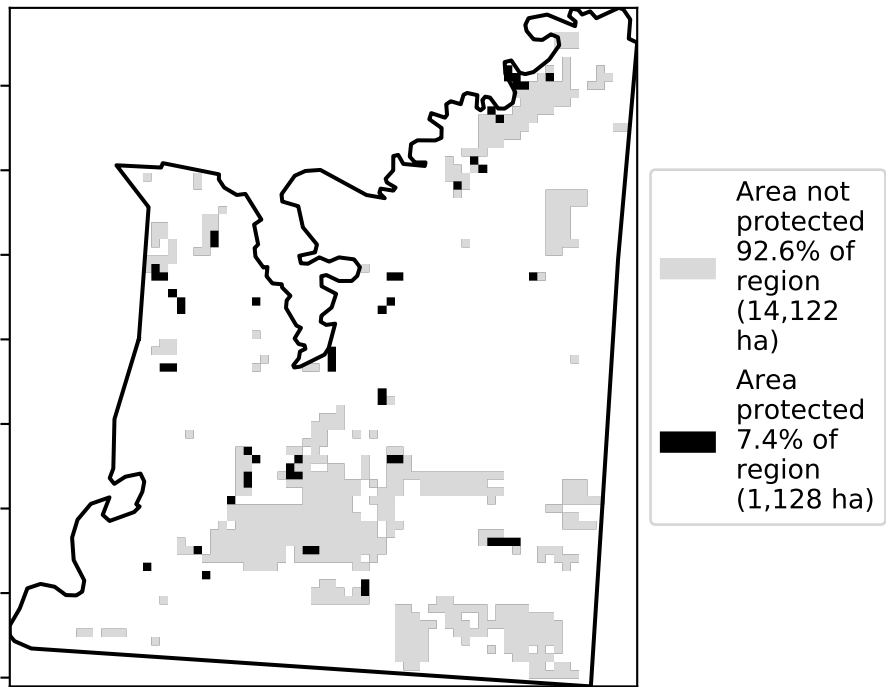 Area not
protected
92.6% of
region
(14,122
ha)
Area
protected
7.4% of
region
(1,128 ha)